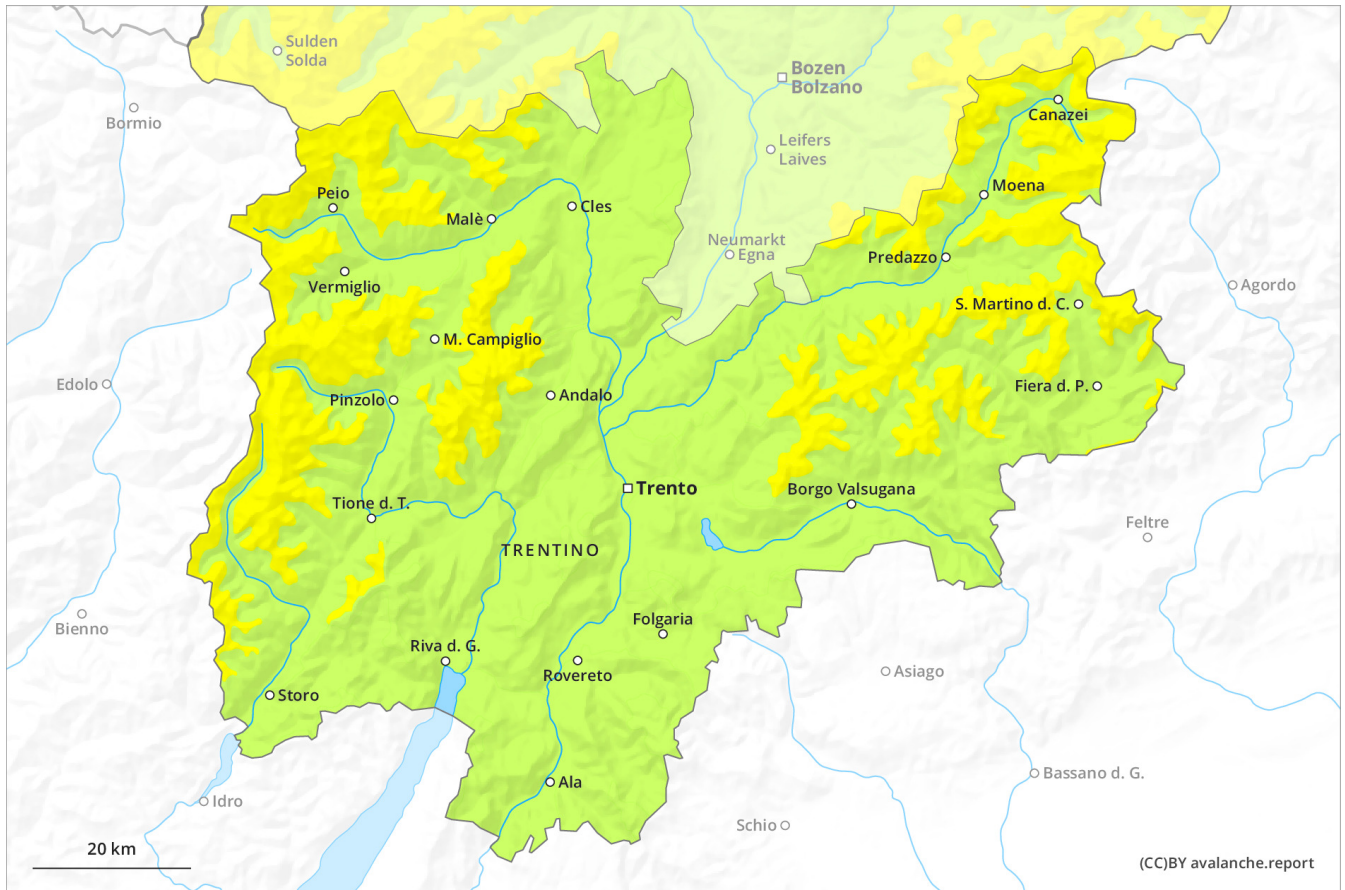 Sulden
Solda
Bozen
Bolzano
Bormio
Canazei
Leifers
Laives
Peio
Moena
Malè
Cles
Neumarkt
Egna
Predazzo
Vermiglio
Agordo
S. Martino d. C.
M. Campiglio
Edolo
Fiera d. P.
Andalo
Pinzolo
Trento
Borgo Valsugana
Tione d. T.
Feltre
TRENTINO
Bienno
Folgaria
Riva d. G.
Asiago
Rovereto
Storo
Bassano d. G.
Ala
Idro
Schio
20 km
(CC)BY avalanche.report